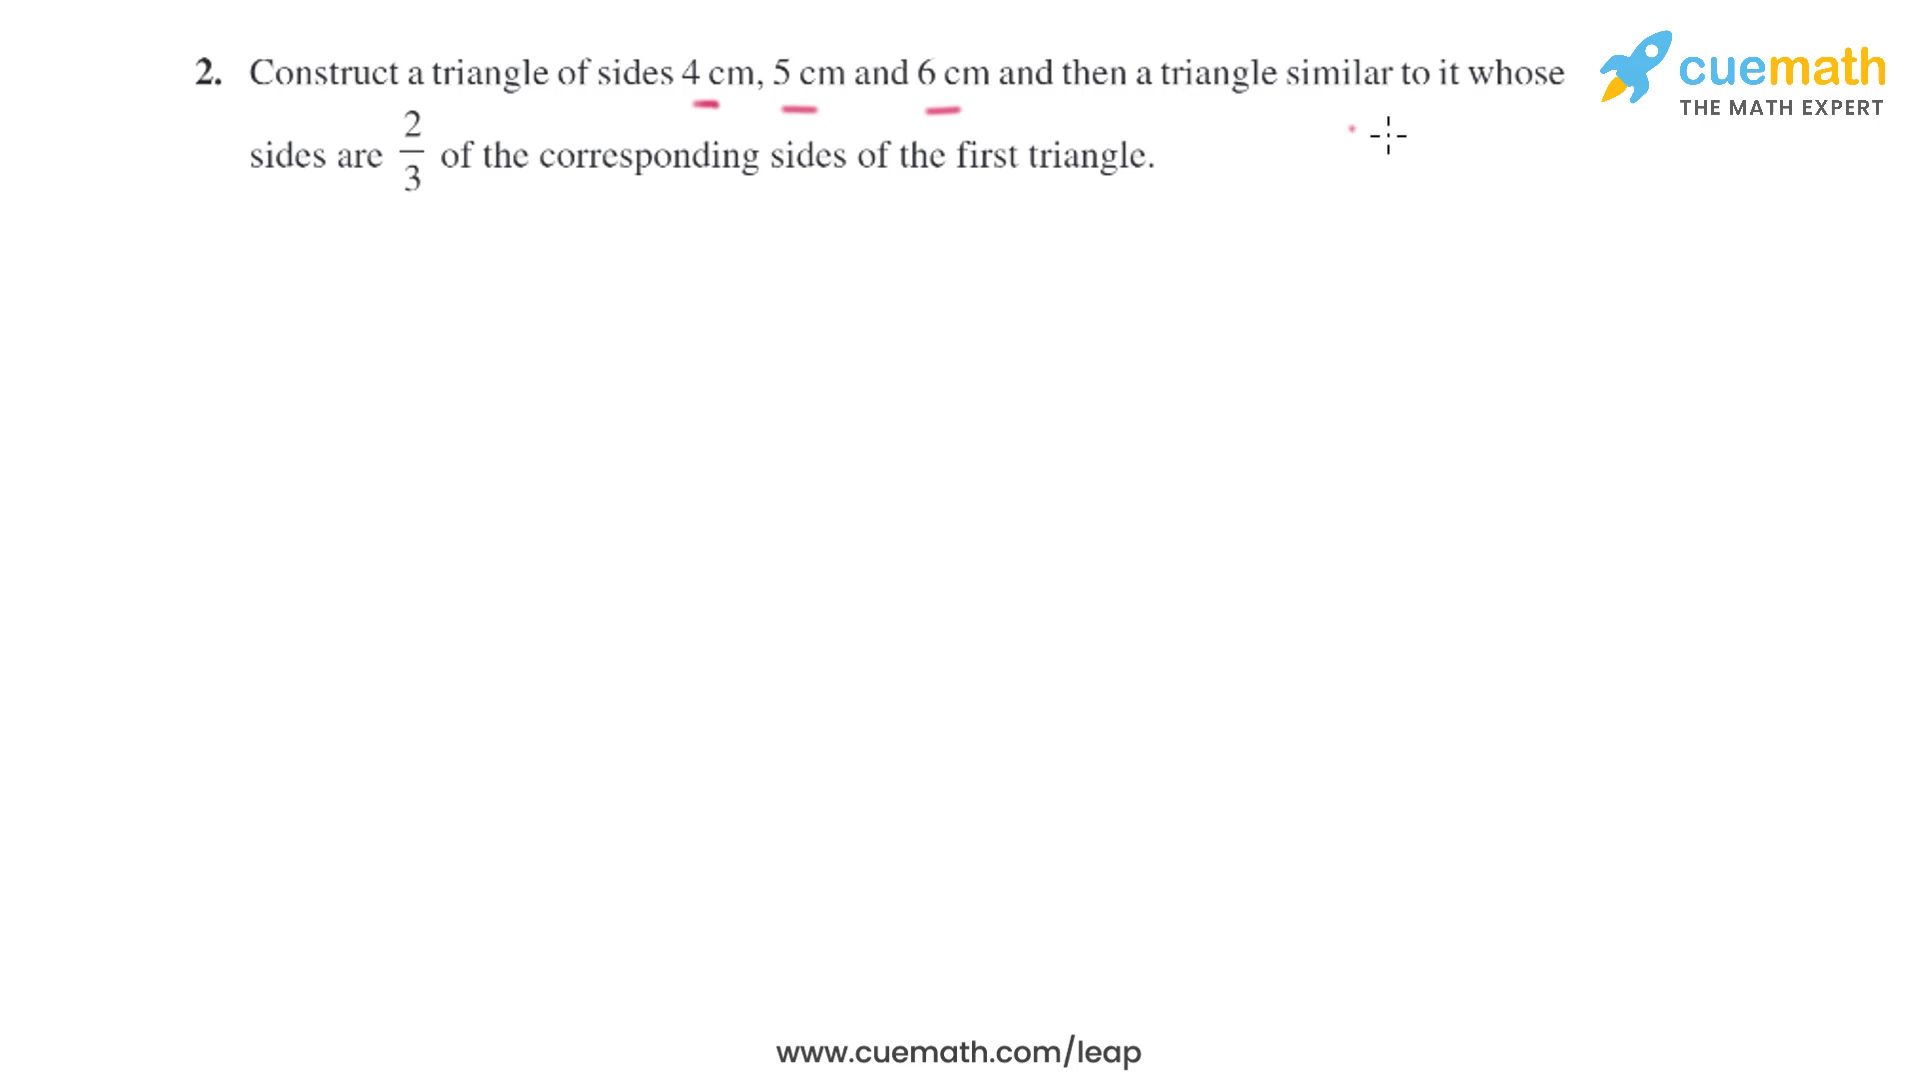 2. Construct a triangle of sides 4 cm, 5 cm and 6 cm and then a triangle similar to it whose
sides are 2/3 of the corresponding sides of the first triangle.
cuemath
THE MATH EXPERT
www.cuemath.com/leap